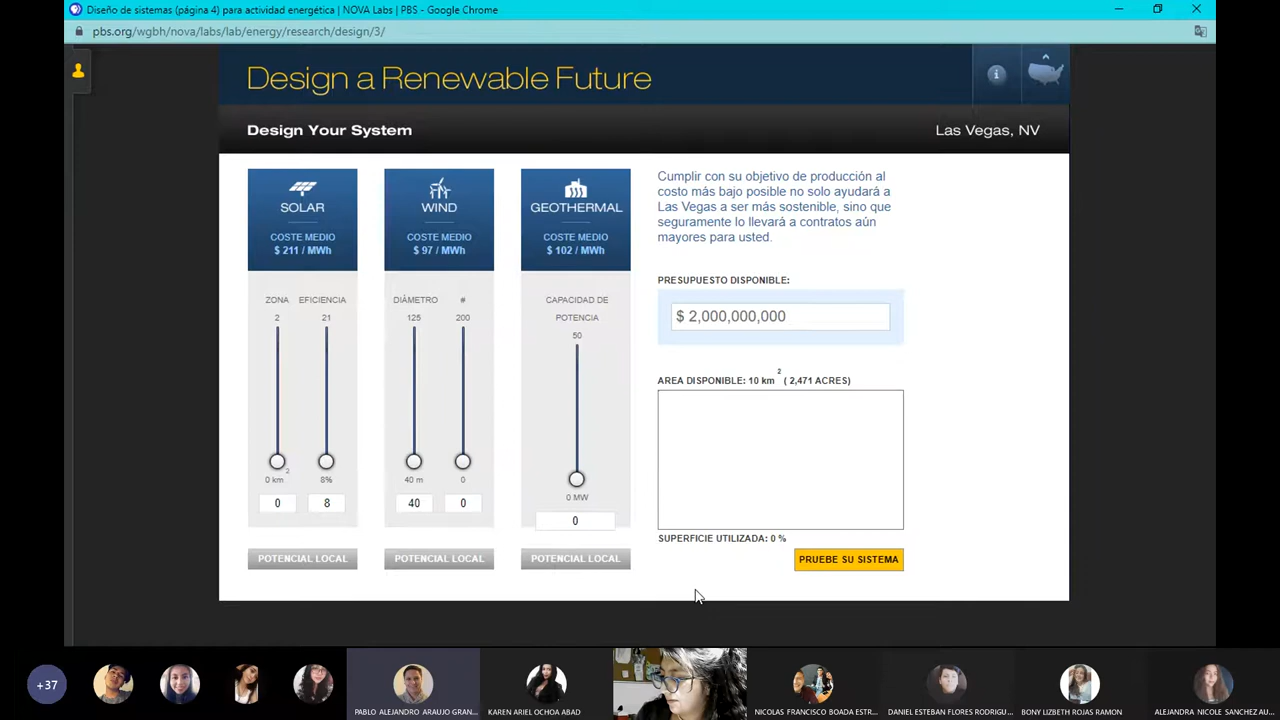 Diseño de sistemas (página 4) para actividad energética | NOVA Labs | PBS - Google Chrome
pbs.org/wgbh/nova/labs/lab/energy/research/design/3/
Design a Renewable Future
i
Design Your System
Las Vegas, NV
SOLAR
COSTE MEDIO
$ 211 / MWh
ZONA EFICIENCIA
2 21
0 km2 8%
0 8
POTENCIAL LOCAL
WIND
COSTE MEDIO
$ 97 / MWh
DIÁMETRO #
125 200
40 m 0
40 0
POTENCIAL LOCAL
GEOTHERMAL
COSTE MEDIO
$ 102 / MWh
CAPACIDAD DE
POTENCIA
50
0 MW
0
POTENCIAL LOCAL
Cumplir con su objetivo de producción al
costo más bajo posible no solo ayudará a
Las Vegas a ser más sostenible, sino que
seguramente lo llevará a contratos aún
mayores para usted.
PRESUPUESTO DISPONIBLE:
$ 2,000,000,000
AREA DISPONIBLE: 10 km2 ( 2,471 ACRES)
SUPERFICIE UTILIZADA: 0 %
PRUEBE SU SISTEMA
+37
PABLO ALEJANDRO ARAUJO GRAN...
KAREN ARIEL OCHOA ABAD
NICOLAS FRANCISCO BOADA ESTR...
DANIEL ESTEBAN FLORES RODRIGU...
BONY LIZBETH ROJAS RAMON
ALEJANDRA NICOLE SANCHEZ AU...